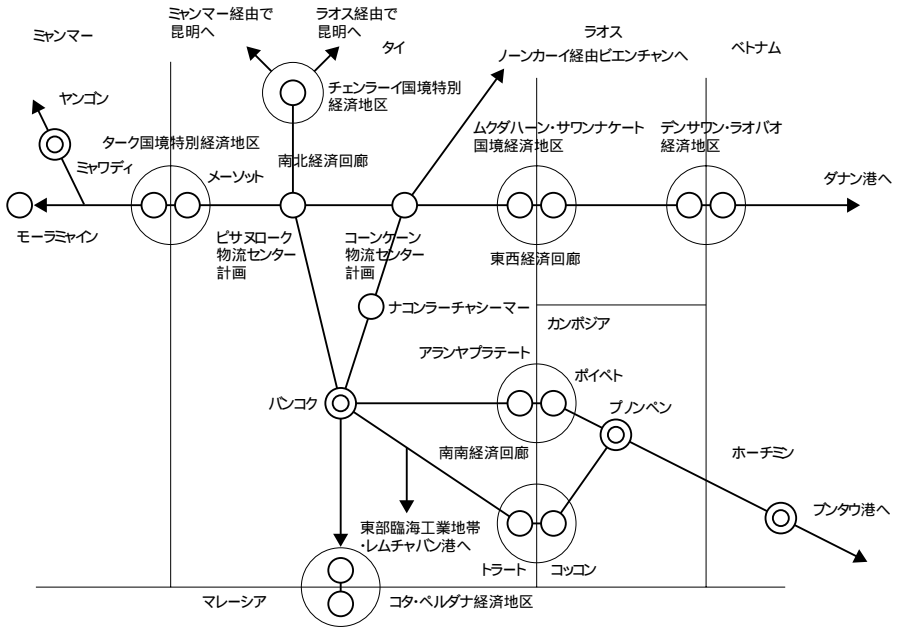 ミャンマー
ミャンマー経由で
昆明へ
ラオス経由で
昆明へ
タイ
ラオス
ノーンカーイ経由ビエンチャンへ
ベトナム
ヤンゴン
チェンラーイ国境特別
経済地区
ターク国境特別経済地区
ミャワディ
メーソット
南北経済回廊
ムクダハーン・サワンナケート
国境経済地区
デンサワン・ラオバオ
経済地区
ダナン港へ
モーラミャイン
ピサヌローク
物流センター
計画
コーンケーン
物流センター
計画
東西経済回廊
ナコンラーチャシーマー
カンボジア
アランヤプラテート
ポイペト
バンコク
プノンペン
南南経済回廊
ホーチミン
ブンタウ港へ
東部臨海工業地帯
・レムチャバン港へ
トラート
コッコン
マレーシア
コタ・ペルダナ経済地区